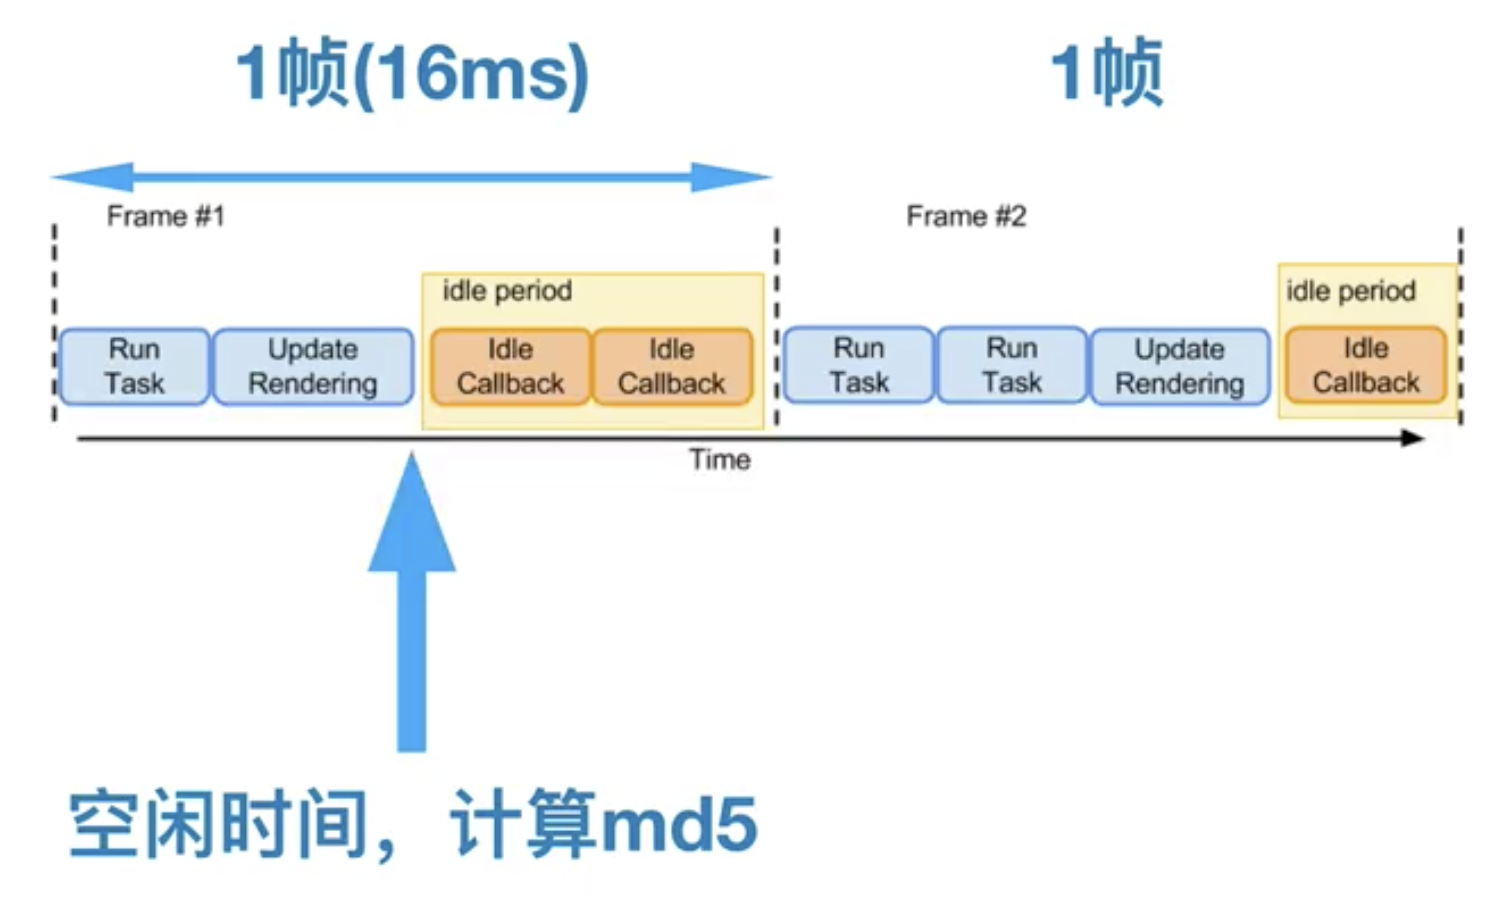 1帧(16ms)
1帧
Frame #1
Frame #2
idle period
idle period
Run
Task
Update
Rendering
Idle
Callback
Idle
Callback
Run
Task
Run
Task
Update
Rendering
Idle
Callback
Time
空闲时间，计算md5